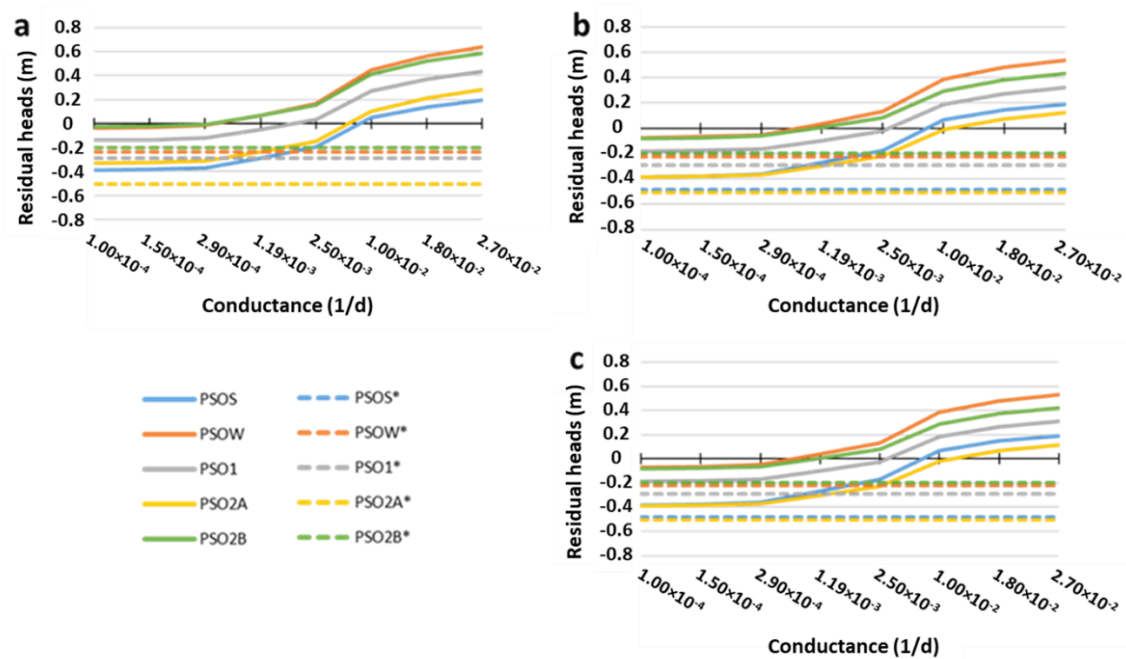 a
Residual heads (m)
0.8
0.6
0.4
0.2
0
-0.2
-0.4
-0.6
-0.8
1.00×10-4
1.50×10-4
2.90×10-4
1.19×10-3
2.50×10-3
1.00×10-2
1.80×10-2
2.70×10-2
Conductance (1/d)
b
Residual heads (m)
0.8
0.6
0.4
0.2
0
-0.2
-0.4
-0.6
-0.8
1.00×10-4
1.50×10-4
2.90×10-4
1.19×10-3
2.50×10-3
1.00×10-2
1.80×10-2
2.70×10-2
Conductance (1/d)
PSOS
PSOS*
PSOW
PSOW*
PSO1
PSO1*
PSO2A
PSO2A*
PSO2B
PSO2B*
c
Residual heads (m)
0.8
0.6
0.4
0.2
0
-0.2
-0.4
-0.6
-0.8
1.00×10-4
1.50×10-4
2.90×10-4
1.19×10-3
2.50×10-3
1.00×10-2
1.80×10-2
2.70×10-2
Conductance (1/d)